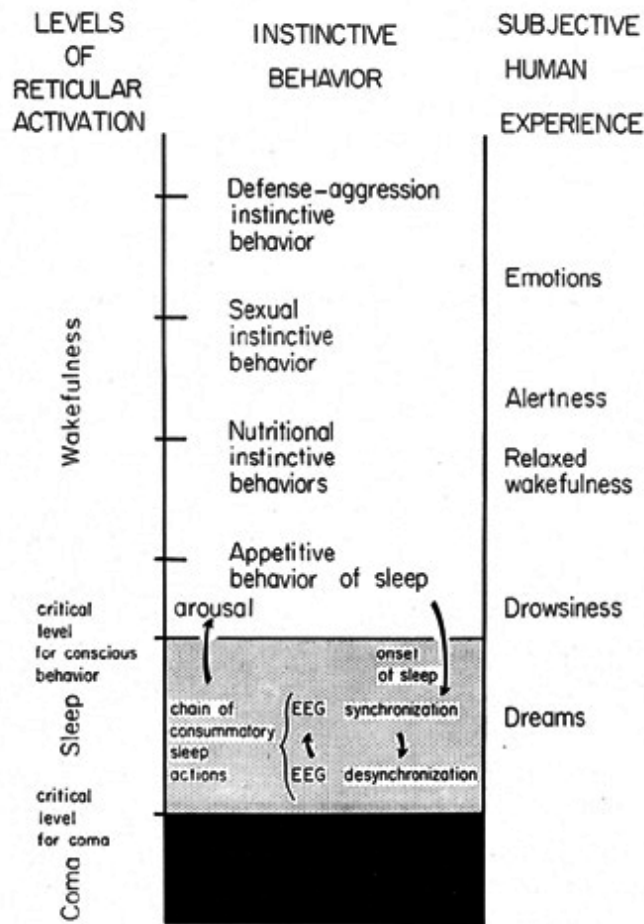 LEVELS
OF
RETICULAR
ACTIVATION
INSTINCTIVE
BEHAVIOR
SUBJECTIVE
HUMAN
EXPERIENCE
Wakefulness
Defense-aggression
instinctive
behavior
Emotions
Sexual
instinctive
behavior
Alertness
Nutritional
instinctive
behaviors
Relaxed
wakefulness
Appetitive
behavior of sleep
arousal
Drowsiness
critical
level
for conscious
behavior
Sleep
onset
of sleep
chain of
consummatory
sleep
actions
EEG synchronization
EEG desynchronization
Dreams
critical
level
for coma
Coma